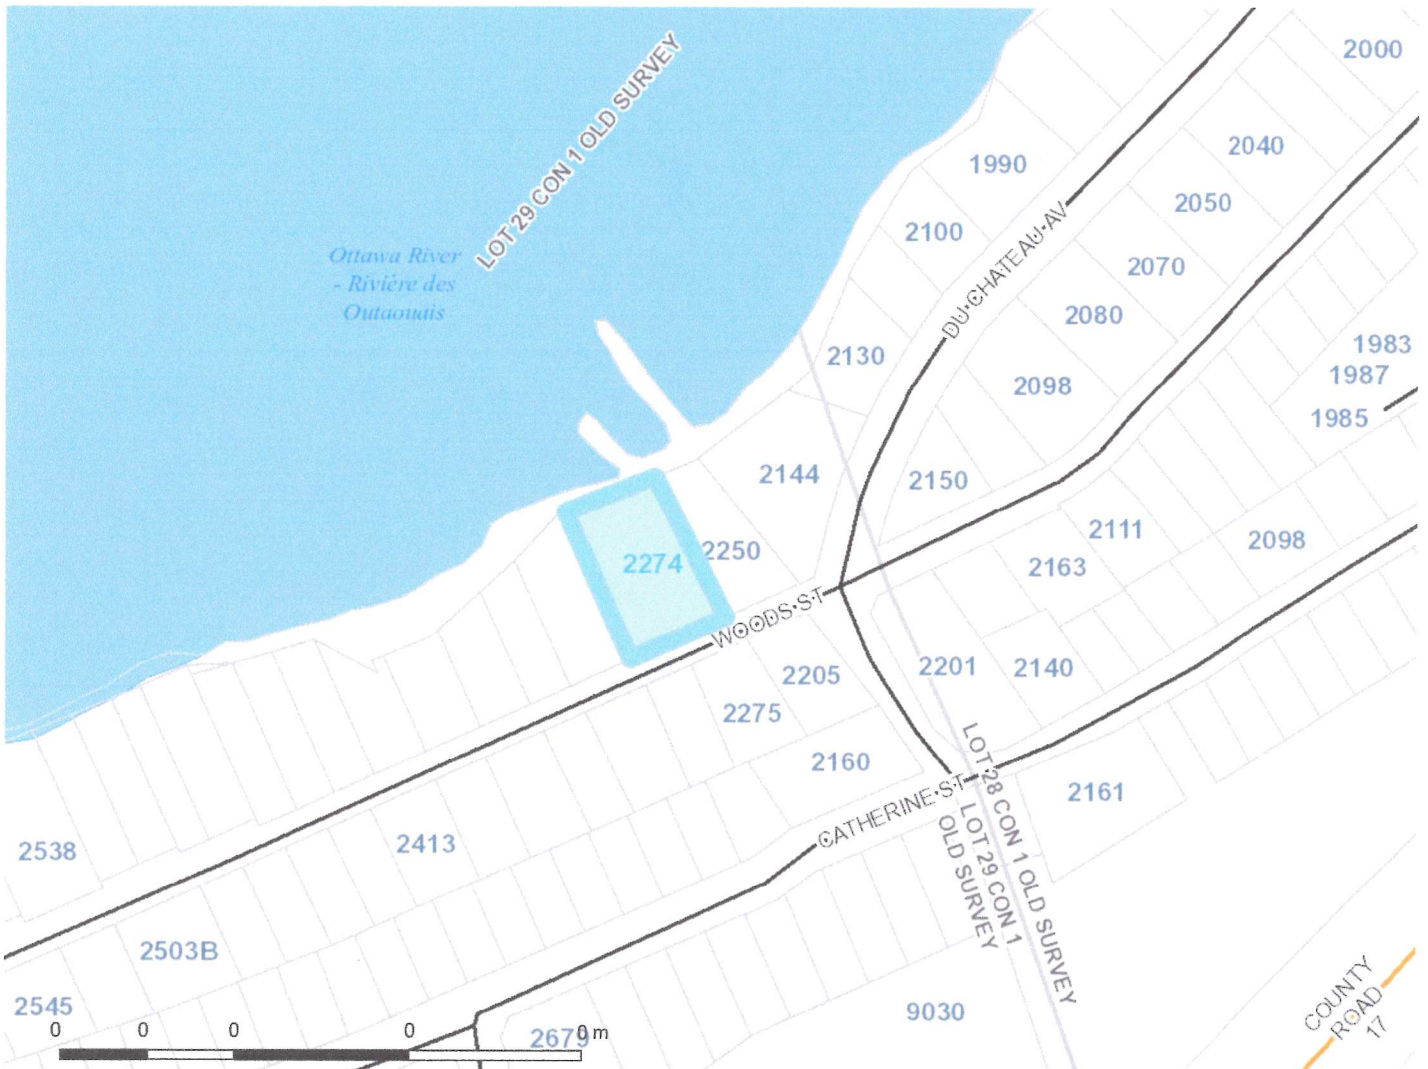 2000
LOT 29 CON 1 OLD SURVEY
2040
1990
2050
2100
DU CHATEAU AV
Ottawa River
- Rivière des
Outaouais
2070
2080
2130
1983
1987
2098
1985
2144
2150
2111
2098
2250
2274
2163
WOODS ST
2205
2201
2140
2275
2160
2161
CATHERINE ST
LOT 28 CON 1 OLD SURVEY
LOT 29 CON 1
OLD SURVEY
2413
2538
2503B
2545
9030
COUNTY
ROAD
17
2679
0 0 0 0 0 m